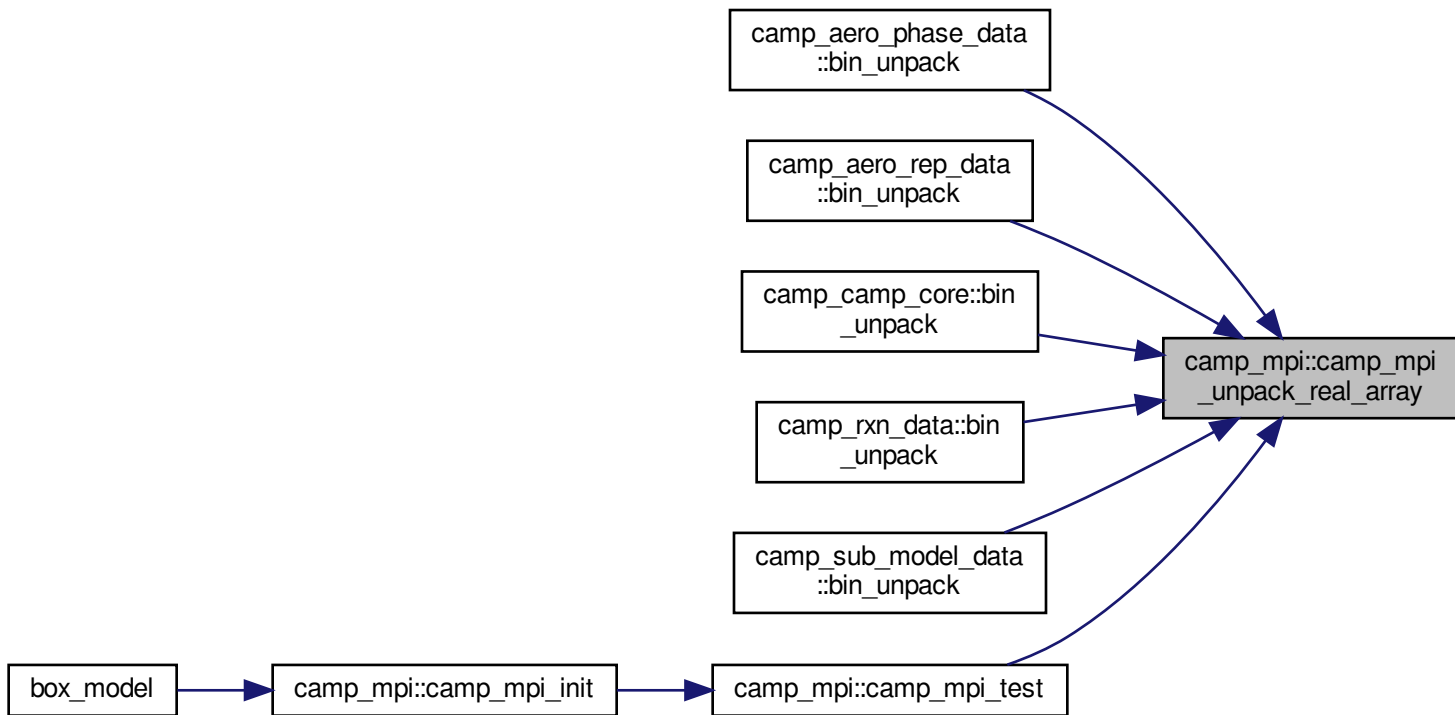 camp_aero_phase_data
::bin_unpack
camp_aero_rep_data
::bin_unpack
camp_camp_core::bin
_unpack
camp_mpi::camp_mpi
_unpack_real_array
camp_rxn_data::bin
_unpack
camp_sub_model_data
::bin_unpack
box_model
camp_mpi::camp_mpi_init
camp_mpi::camp_mpi_test